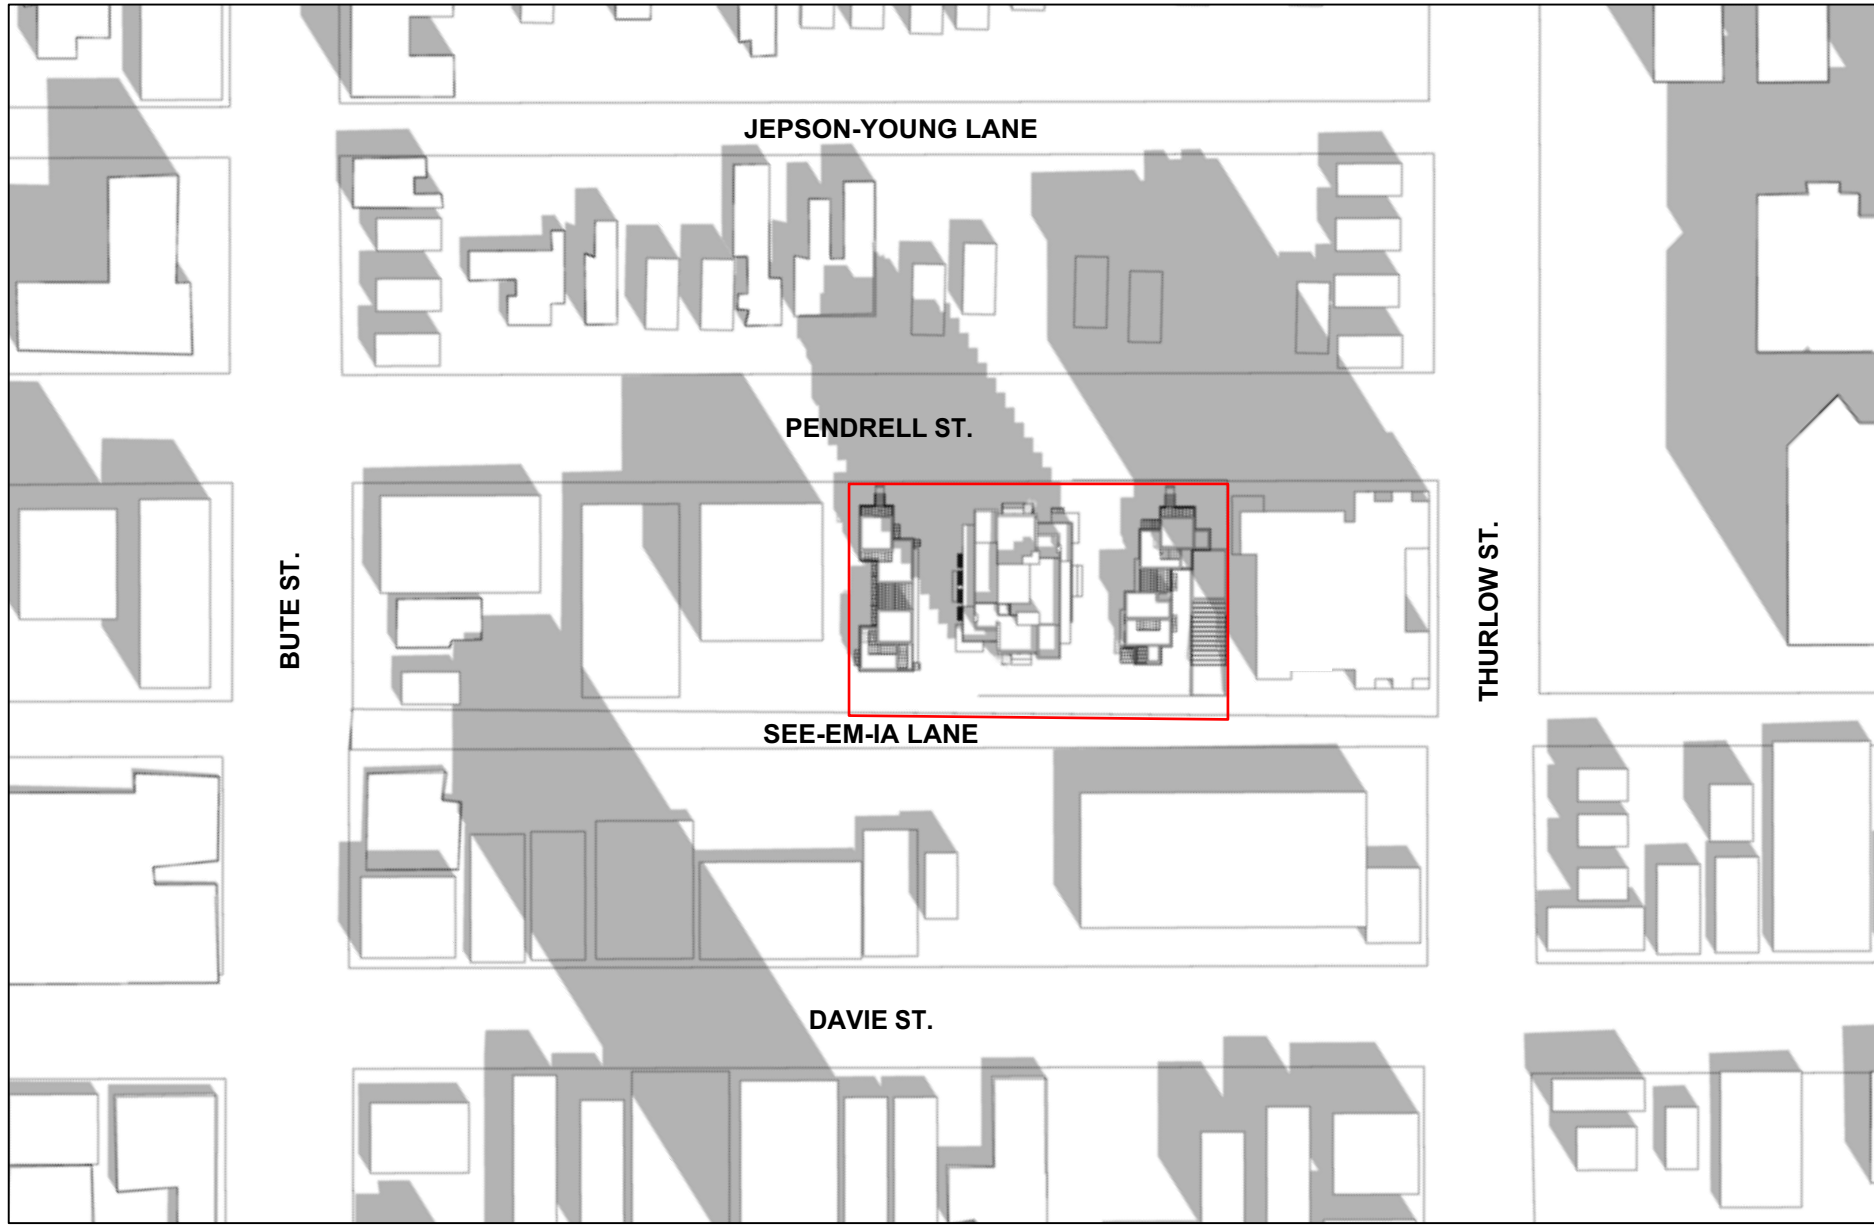 JEPSON-YOUNG LANE
PENDRELL ST.
BUTE ST.
THURLOW ST.
SEE-EM-IA LANE
DAVIE ST.